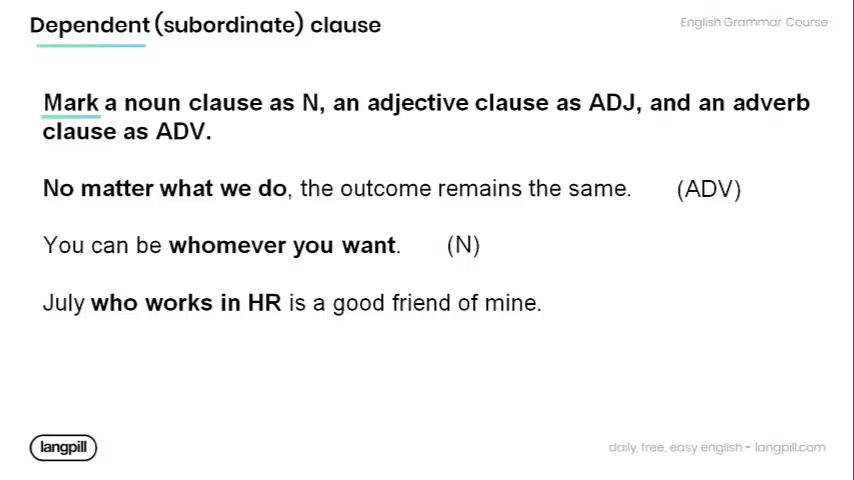 Dependent (subordinate) clause
English Grammar Course
Mark a noun clause as N, an adjective clause as ADJ, and an adverb
clause as ADV.
No matter what we do, the outcome remains the same. (ADV)
You can be whomever you want. (N)
July who works in HR is a good friend of mine.
langpill
daily, free, easy english - langpill.com